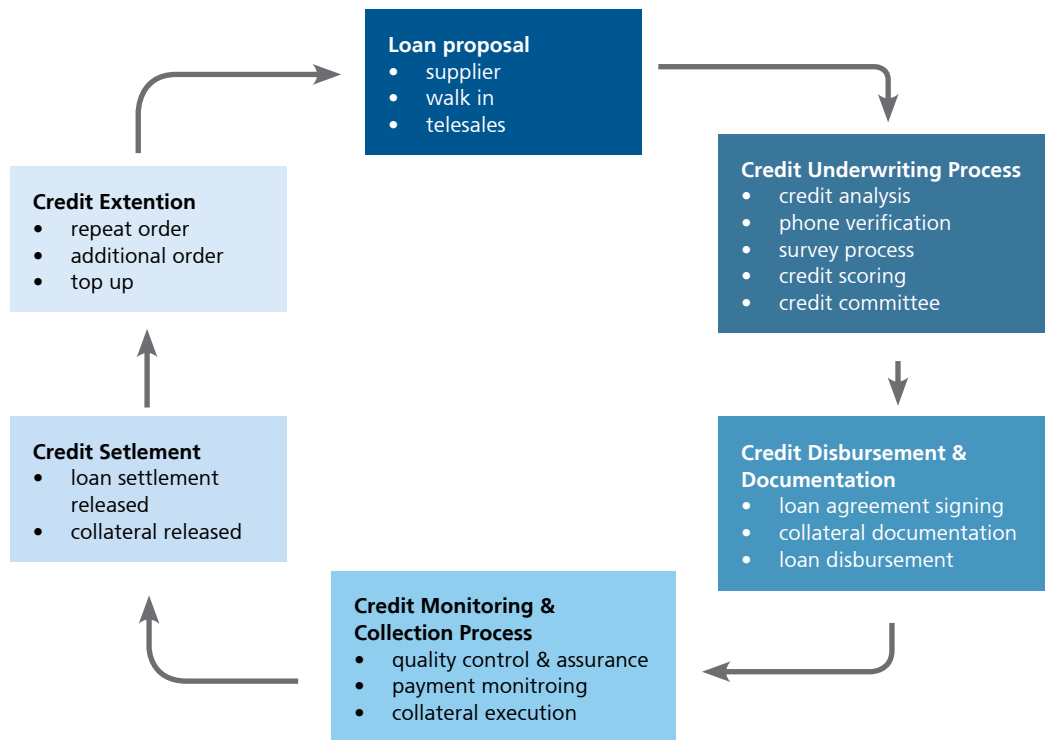 Loan proposal
• supplier
• walk in
• telesales
Credit Underwriting Process
• credit analysis
• phone verification
• survey process
• credit scoring
• credit committee
Credit Disbursement &
Documentation
• loan agreement signing
• collateral documentation
• loan disbursement
Credit Monitoring &
Collection Process
• quality control & assurance
• payment monitroing
• collateral execution
Credit Setlement
• loan settlement
released
• collateral released
Credit Extention
• repeat order
• additional order
• top up